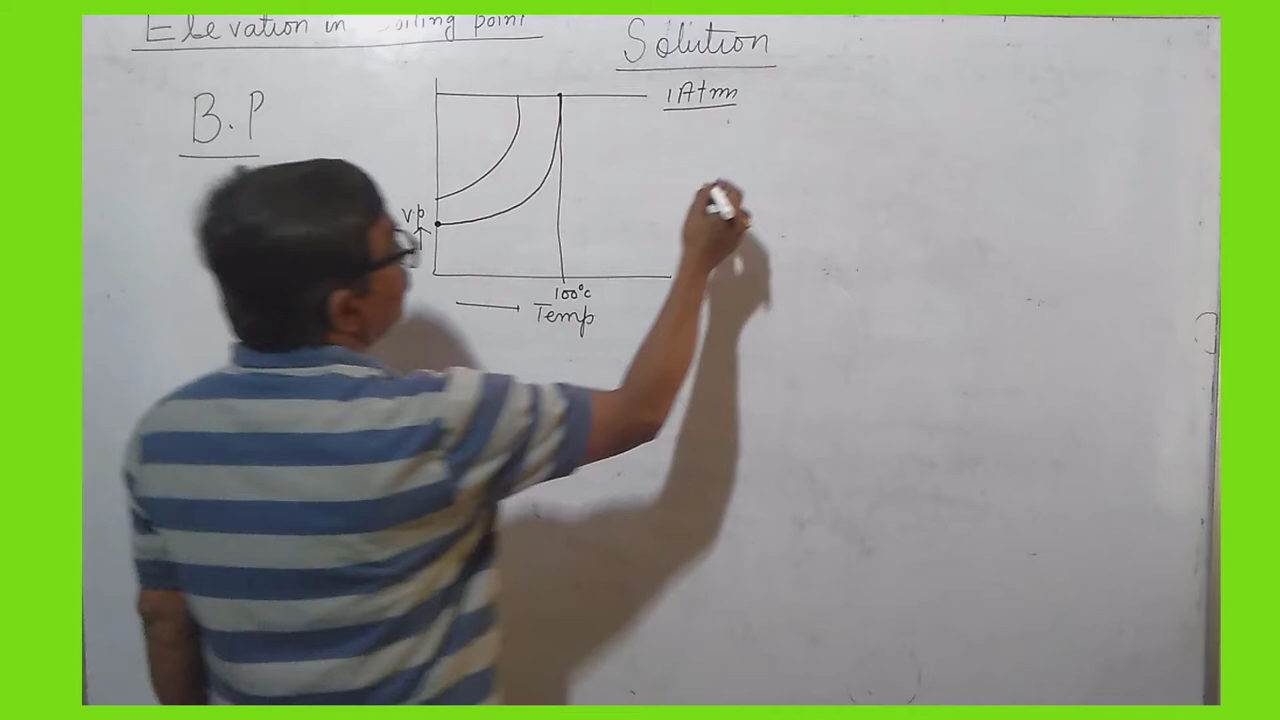 Elevation in boiling point
Solution
B.P
1 Atm
V.p
100°c
Temp